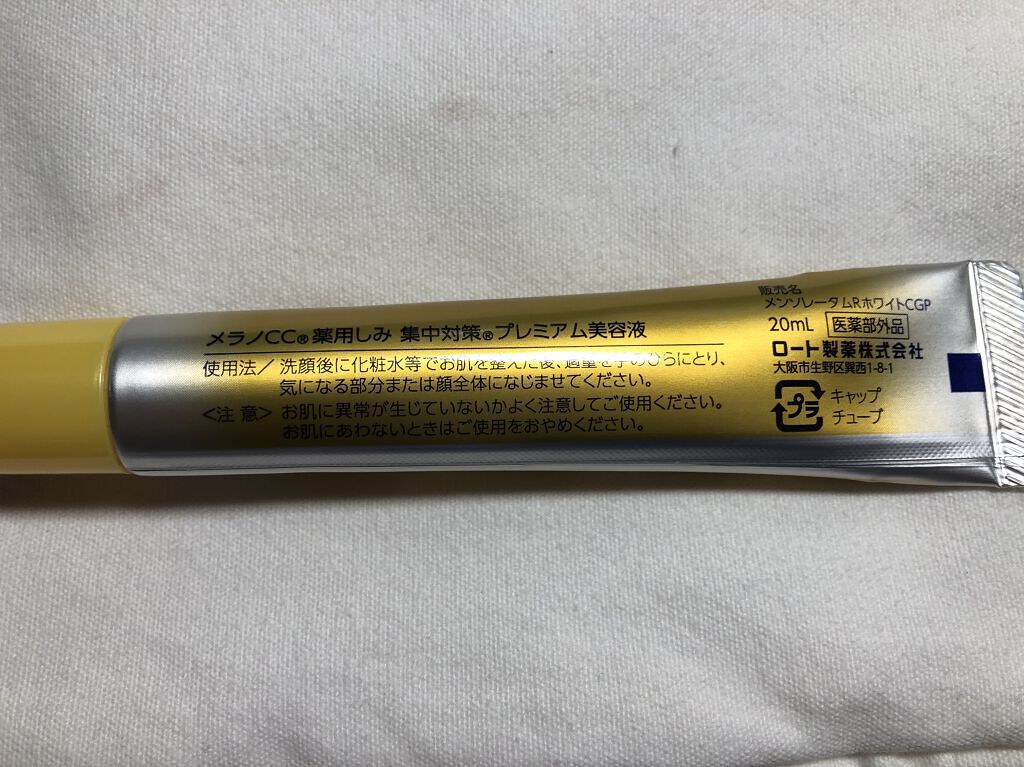 メラノCC®薬用しみ 集中対策®プレミアム美容液
使用法/洗顔後に化粧水等でお肌を整えた後、適量を手のひらにとり、
気になる部分または顔全体になじませてください。
<注 意>お肌に異常が生じていないかよく注意してご使用ください。
お肌にあわないときはご使用をおやめください。
販売名
メンソレータムRホワイトCGP
20mL 医薬部外品
ロート製薬株式会社
大阪市生野区巽西1-8-1
プラ
キャップ
チューブ